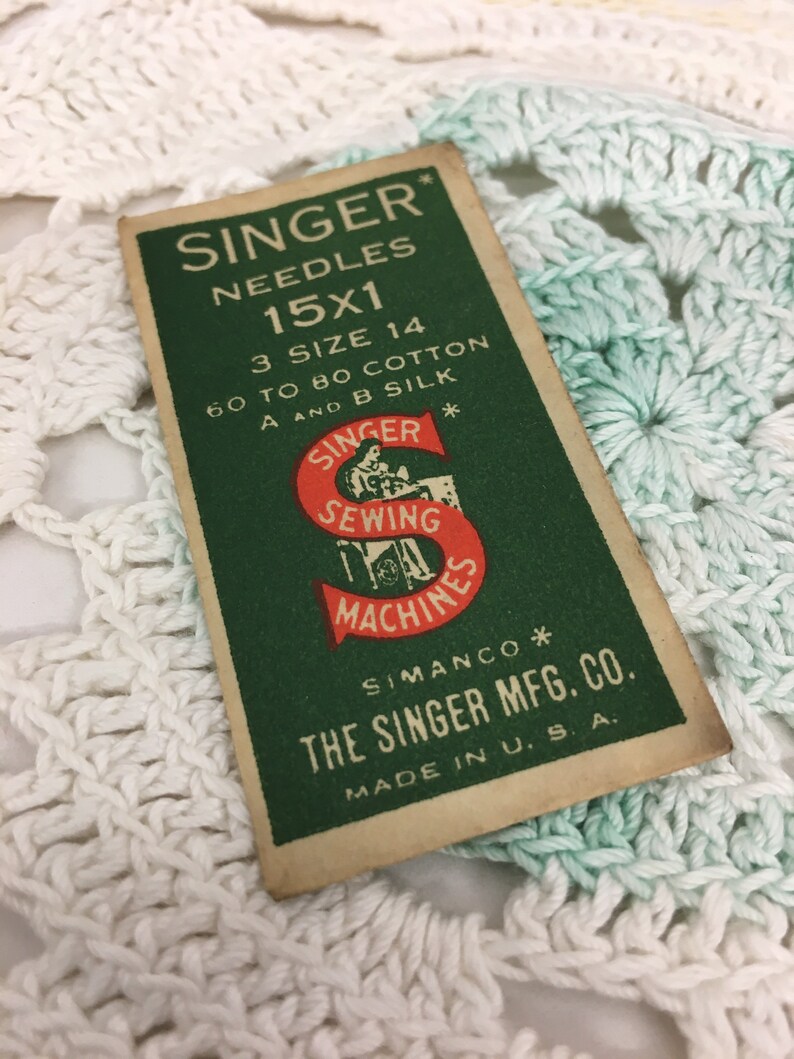 SINGER*
NEEDLES
15X1
3 SIZE 14
60 TO 80 COTTON
A AND B SILK
*
SINGER
SEWING
MACHINES
SIMANCO*
THE SINGER MFG. CO.
MADE IN U. S. A.